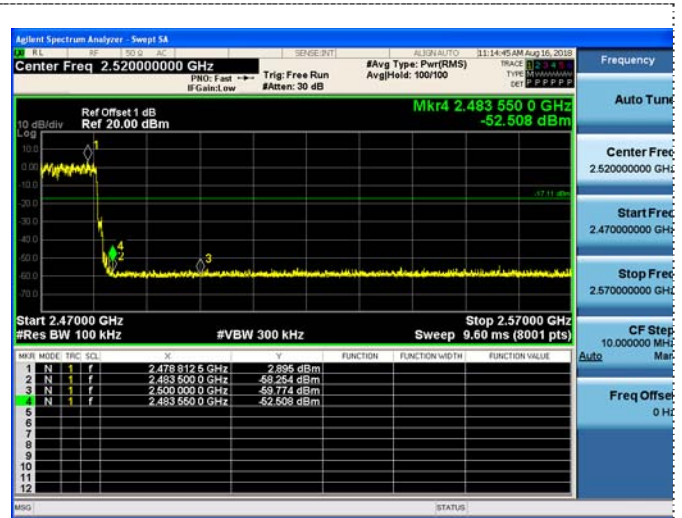 Agilent Spectrum Analyzer - Swept SA
RL RF 50 Ω AC SENSE:INT ALIGN AUTO 11:14:45 AM Aug 16, 2018
Center Freq 2.520000000 GHz
PNO: Fast
IFGain:Low
Trig: Free Run
#Atten: 30 dB
#Avg Type: Pwr(RMS)
Avg|Hold: 100/100
TRACE 1 2 3 4 5 6
TYPE M
DET P P P P P P
Mkr4 2.483 550 0 GHz
-52.508 dBm
Ref Offset 1 dB
10 dB/div Ref 20.00 dBm
Log
10.0
0.00
-10.0
-20.0
-30.0
-40.0
-50.0
-60.0
-70.0
-17.11 dBm
1
4
2
3
Start 2.47000 GHz Stop 2.57000 GHz
#Res BW 100 kHz #VBW 300 kHz Sweep 9.60 ms (8001 pts)
MKR MODE TRC SCL X Y FUNCTION FUNCTION WIDTH FUNCTION VALUE
1 N 1 f 2.478 812 5 GHz 2.895 dBm
2 N 1 f 2.483 500 0 GHz -58.254 dBm
3 N 1 f 2.500 000 0 GHz -59.774 dBm
4 N 1 f 2.483 550 0 GHz -52.508 dBm
5
6
7
8
9
10
11
12
MSG STATUS
Frequency
Auto Tune
Center Freq
2.520000000 GHz
Start Freq
2.470000000 GHz
Stop Freq
2.570000000 GHz
CF Step
10.000000 MHz
Auto Man
Freq Offset
0 Hz